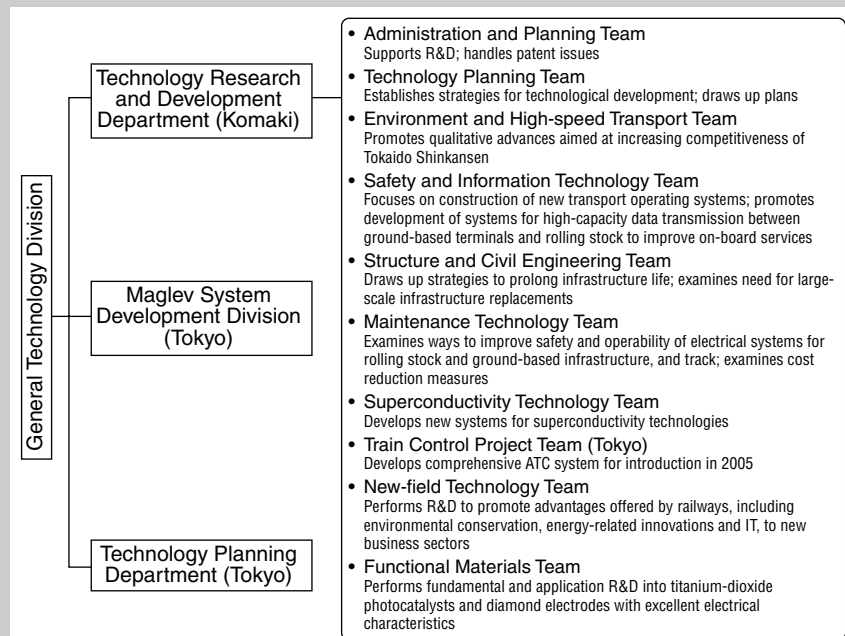 General Technology Division
Technology Research
and Development
Department (Komaki)
Maglev System
Development Division
(Tokyo)
Technology Planning
Department (Tokyo)
• Administration and Planning Team
Supports R&D; handles patent issues
• Technology Planning Team
Establishes strategies for technological development; draws up plans
• Environment and High-speed Transport Team
Promotes qualitative advances aimed at increasing competitiveness of
Tokaido Shinkansen
• Safety and Information Technology Team
Focuses on construction of new transport operating systems; promotes
development of systems for high-capacity data transmission between
ground-based terminals and rolling stock to improve on-board services
• Structure and Civil Engineering Team
Draws up strategies to prolong infrastructure life; examines need for large-
scale infrastructure replacements
• Maintenance Technology Team
Examines ways to improve safety and operability of electrical systems for
rolling stock and ground-based infrastructure, and track; examines cost
reduction measures
• Superconductivity Technology Team
Develops new systems for superconductivity technologies
• Train Control Project Team (Tokyo)
Develops comprehensive ATC system for introduction in 2005
• New-field Technology Team
Performs R&D to promote advantages offered by railways, including
environmental conservation, energy-related innovations and IT, to new
business sectors
• Functional Materials Team
Performs fundamental and application R&D into titanium-dioxide
photocatalysts and diamond electrodes with excellent electrical
characteristics